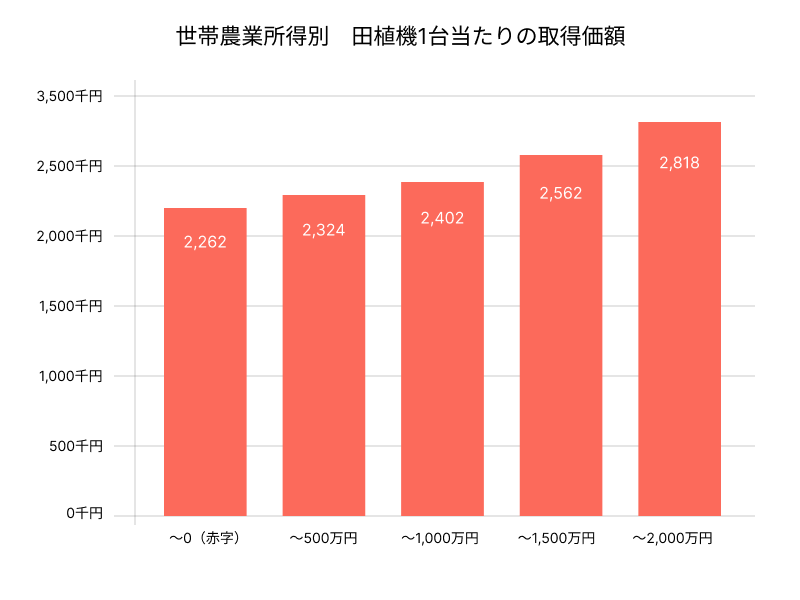 世帯農業所得別　田植機1台当たりの取得価額
3,500千円
2,500千円
2,000千円
1,500千円
1,000千円
500千円
0千円
2,262
2,324
2,402
2,562
2,818
〜0（赤字）
〜500万円
〜1,000万円
〜1,500万円
〜2,000万円